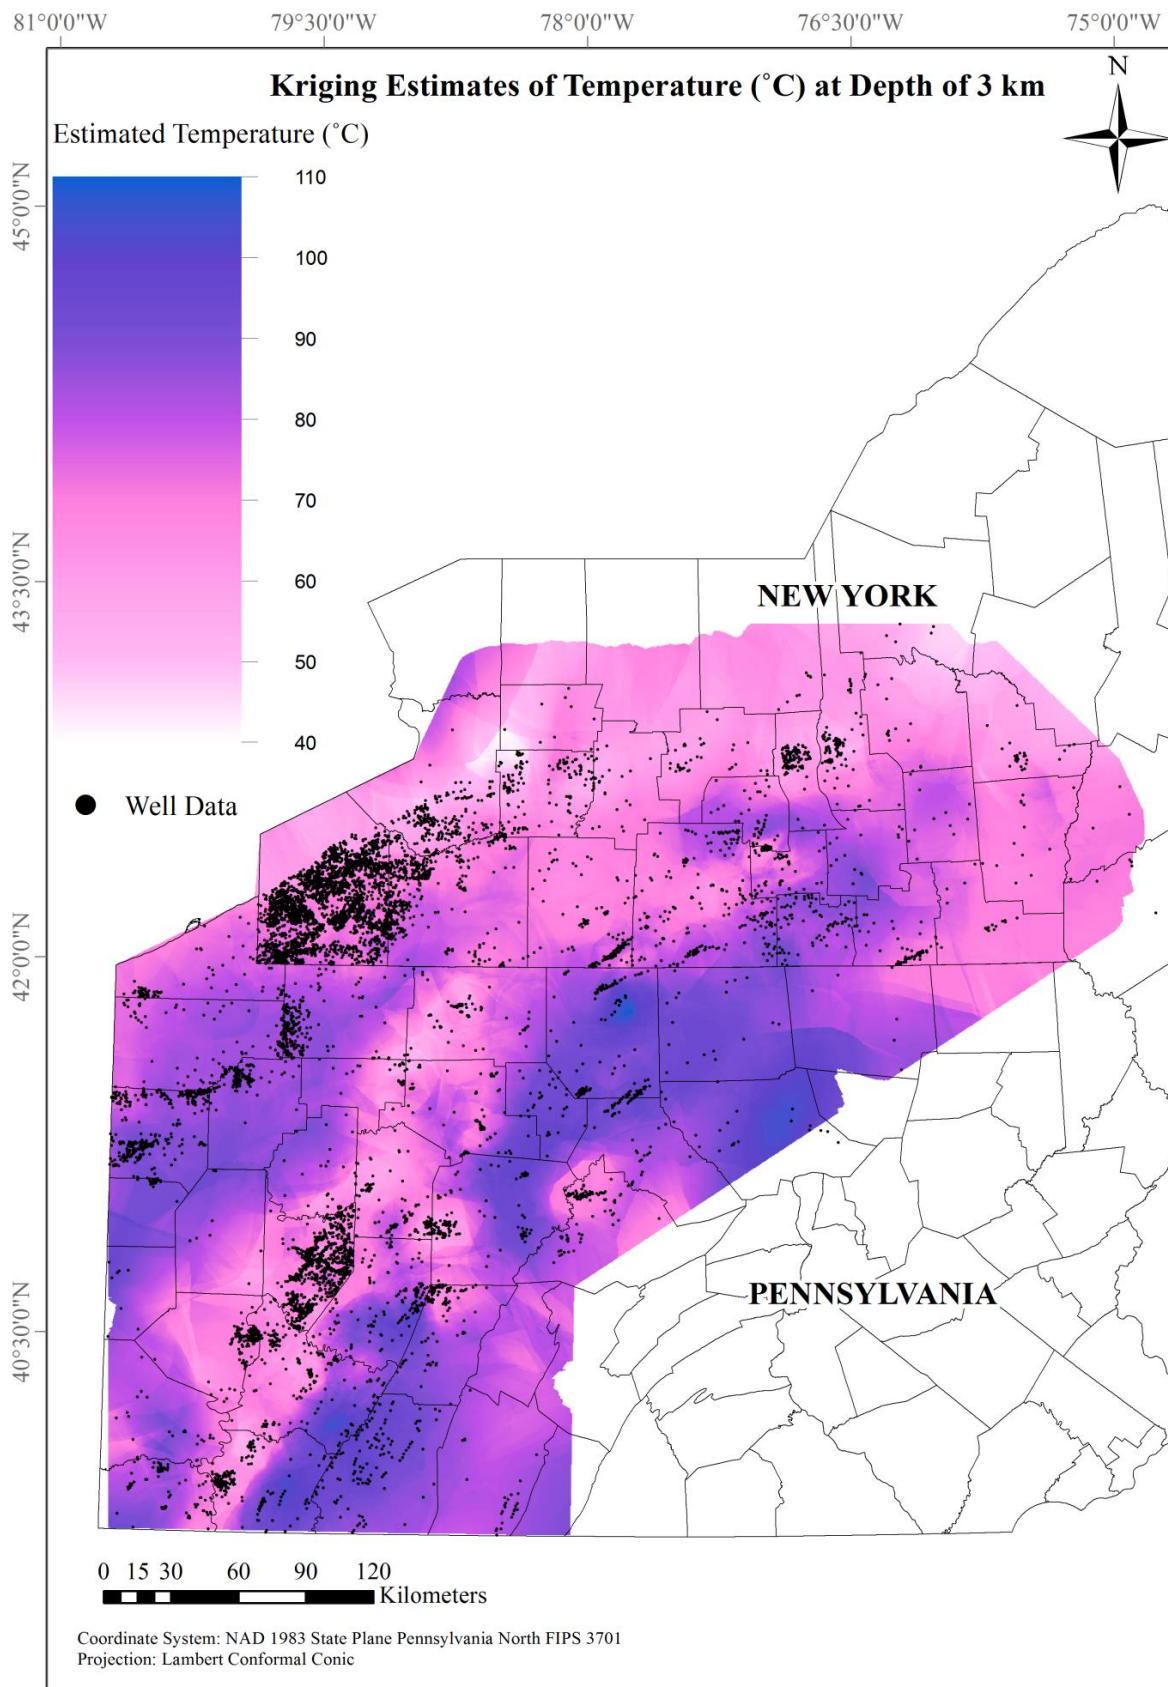 81°0'0"W 79°30'0"W 78°0'0"W 76°30'0"W 75°0'0"W
Kriging Estimates of Temperature (˚C) at Depth of 3 km
N
Estimated Temperature (˚C)
110
100
90
80
70
60
50
40
Well Data
45°0'0"N
43°30'0"N
42°0'0"N
40°30'0"N
NEW YORK
PENNSYLVANIA
0 15 30 60 90 120
Kilometers
Coordinate System: NAD 1983 State Plane Pennsylvania North FIPS 3701
Projection: Lambert Conformal Conic